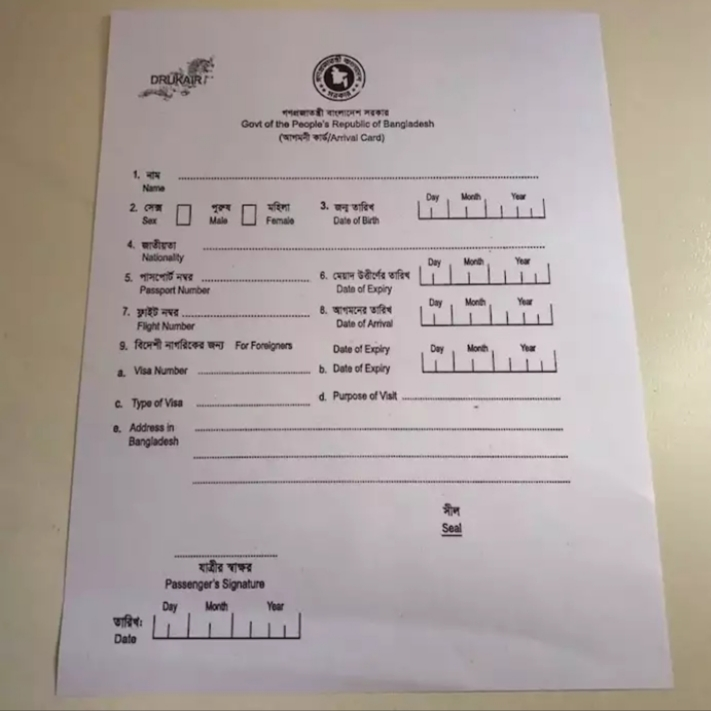 DRUKAIR
গণপ্রজাতন্ত্রী বাংলাদেশ সরকার
Govt of the People's Republic of Bangladesh
(আগমনী কার্ড/Arrival Card)
1. নাম
Name
2. সেক্স পুরুষ মহিলা 3. জন্ম তারিখ Day Month Year
Sex Male Female Date of Birth
4. জাতীয়তা
Nationality
5. পাসপোর্ট নম্বর 6. মেয়াদ উত্তীর্ণের তারিখ Day Month Year
Passport Number Date of Expiry
7. ফ্লাইট নম্বর 8. আগমনের তারিখ Day Month Year
Flight Number Date of Arrival
9. বিদেশী নাগরিকের জন্য For Foreigners Date of Expiry Day Month Year
a. Visa Number b. Date of Expiry
c. Type of Visa d. Purpose of Visit
e. Address in
Bangladesh
সীল
Seal
যাত্রীর স্বাক্ষর
Passenger's Signature
Day Month Year
তারিখ:
Date